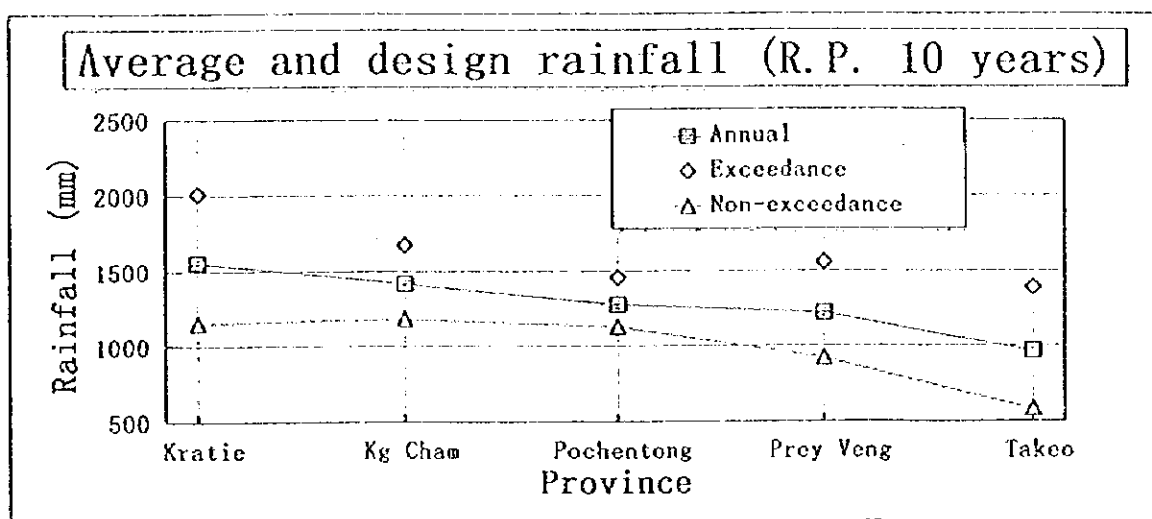 Average and design rainfall (R.P. 10 years)
Annual
Exceedance
Non-exceedance
Rainfall (mm)
2500
2000
1500
1000
500
Kratie
Kg Cham
Pochentong
Prey Veng
Takeo
Province